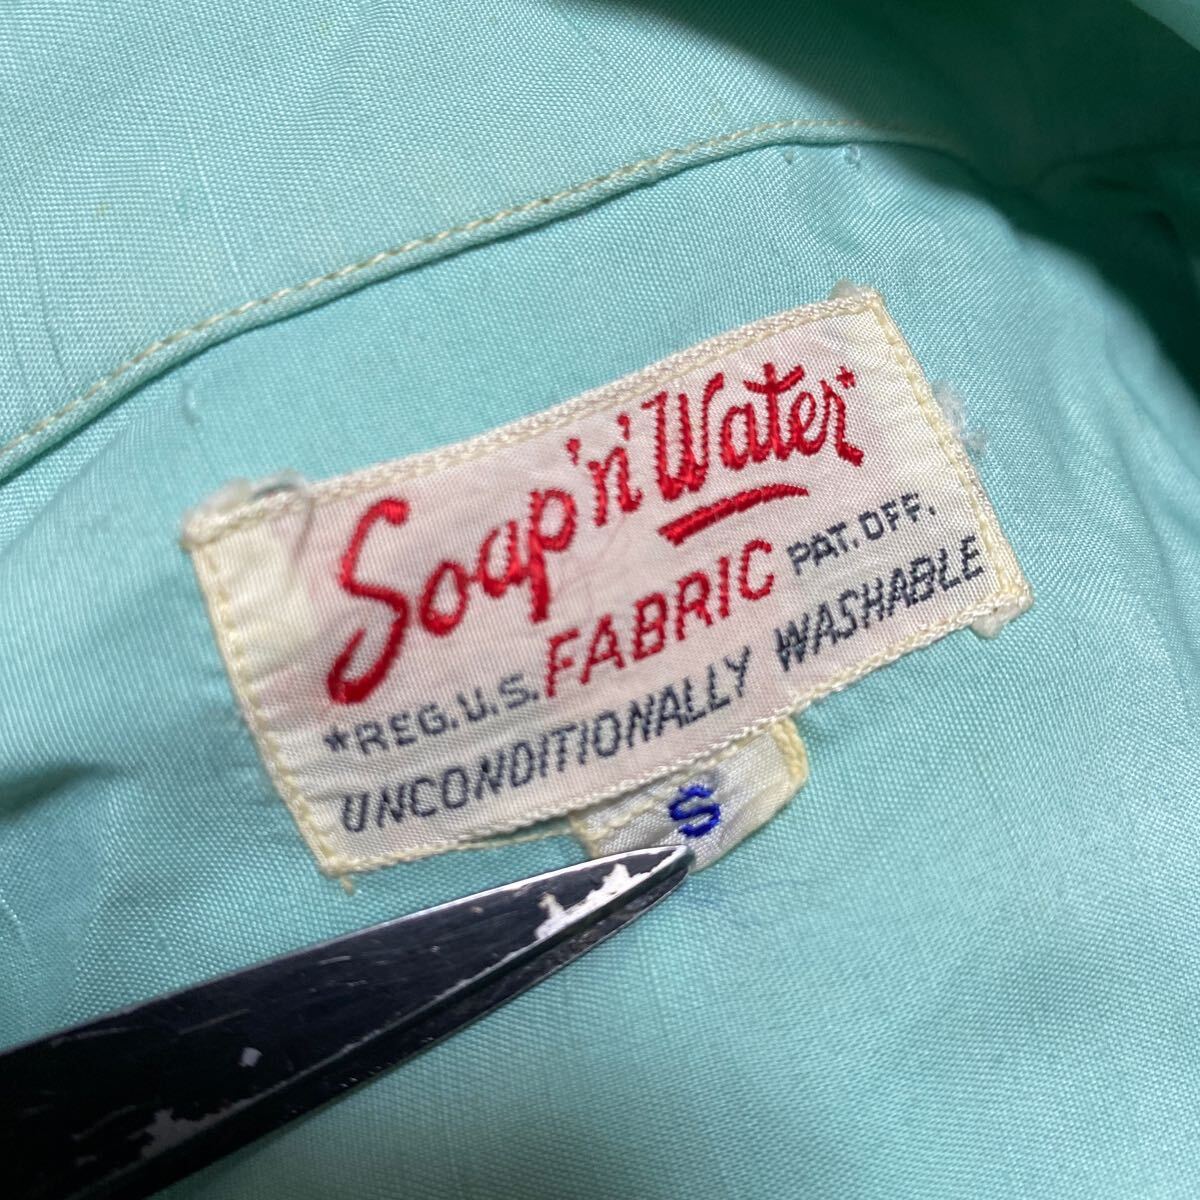 Soap 'n' Water*
FABRIC
*REG. U.S. PAT. OFF.
UNCONDITIONALLY WASHABLE
S